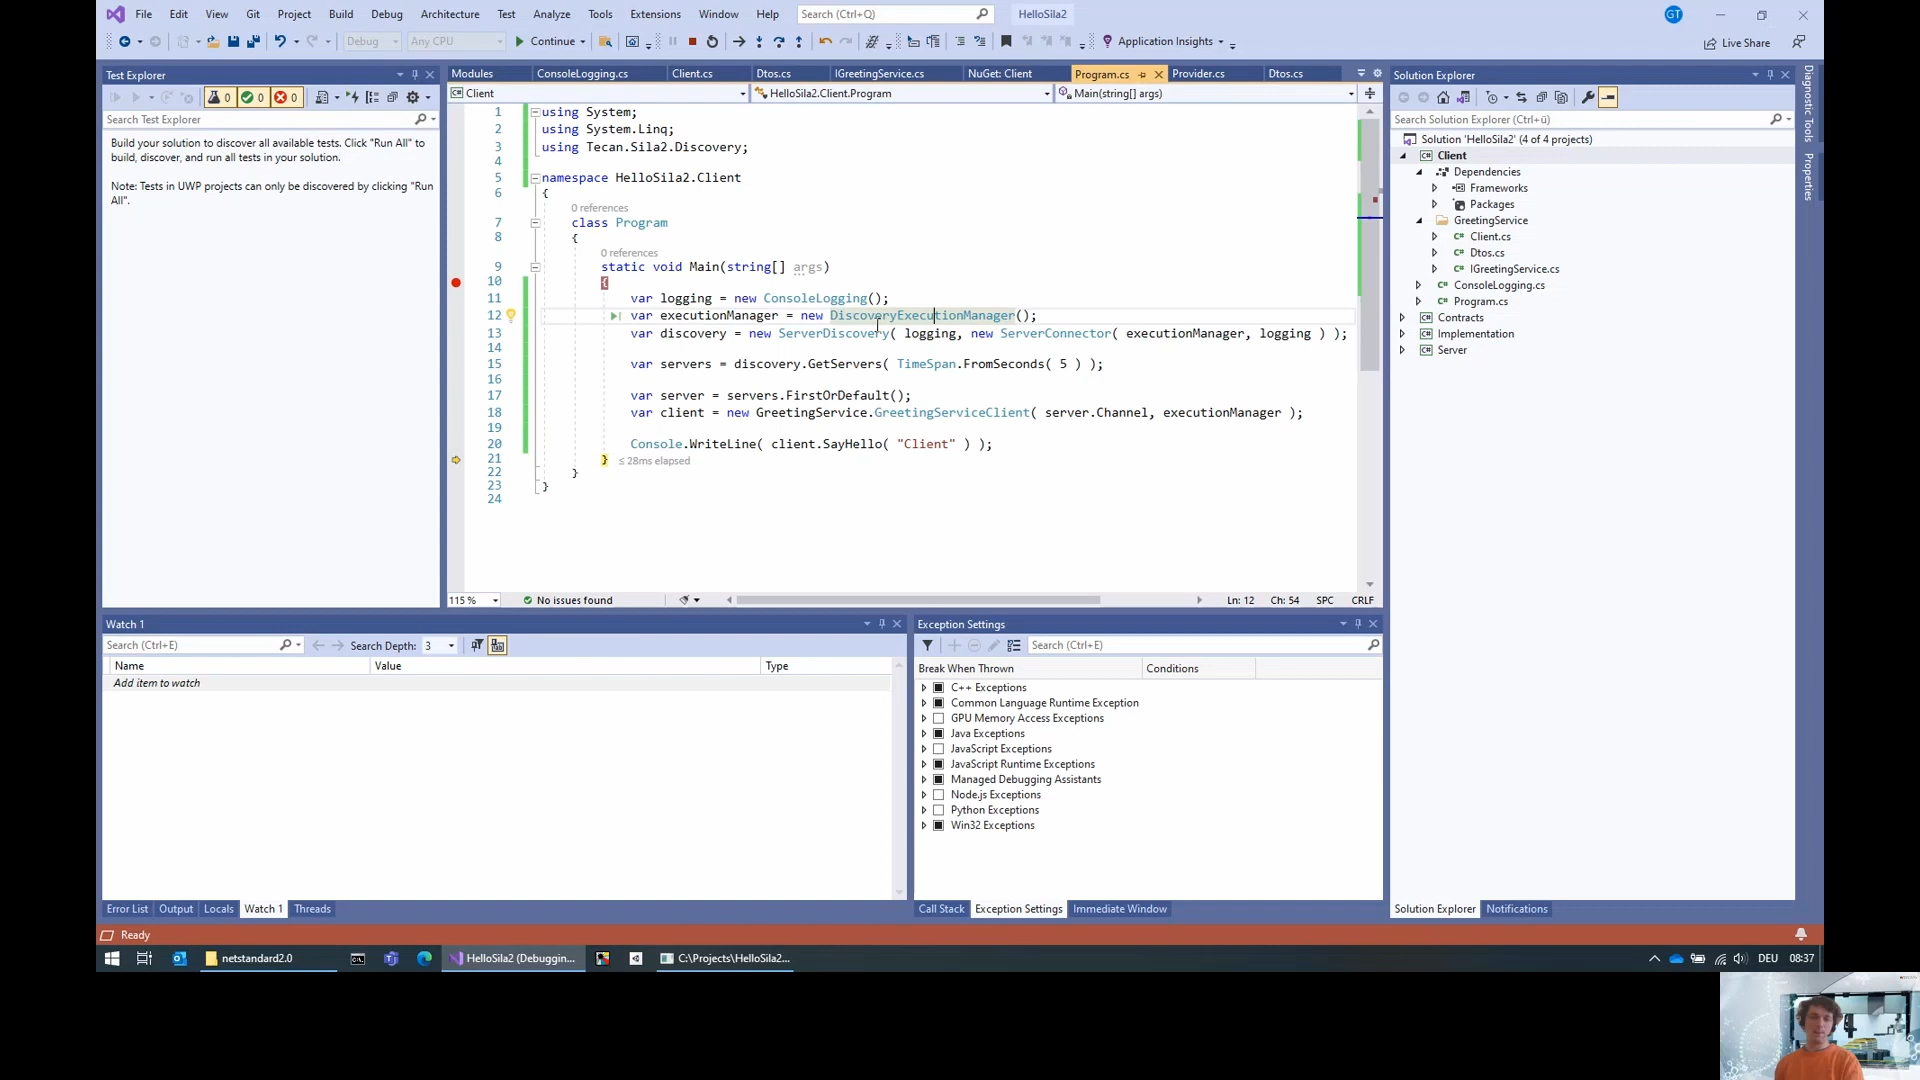 File Edit View Git Project Build Debug Architecture Test Analyze Tools Extensions Window Help Search (Ctrl+Q) HelloSila2 GT
Debug Any CPU Continue Application Insights Live Share
Test Explorer
Search Test Explorer
Build your solution to discover all available tests. Click "Run All" to
build, discover, and run all tests in your solution.
Note: Tests in UWP projects can only be discovered by clicking "Run
All".
Modules ConsoleLogging.cs Client.cs Dtos.cs IGreetingService.cs NuGet: Client Program.cs Provider.cs Dtos.cs
Client HelloSila2.Client.Program Main(string[] args)
1 using System;
2 using System.Linq;
3 using Tecan.Sila2.Discovery;
4
5 namespace HelloSila2.Client
6 {
0 references
7 class Program
8 {
0 references
9 static void Main(string[] args)
10 {
11 var logging = new ConsoleLogging();
12 var executionManager = new DiscoveryExecutionManager();
13 var discovery = new ServerDiscovery( logging, new ServerConnector( executionManager, logging ) );
14
15 var servers = discovery.GetServers( TimeSpan.FromSeconds( 5 ) );
16
17 var server = servers.FirstOrDefault();
18 var client = new GreetingService.GreetingServiceClient( server.Channel, executionManager );
19
20 Console.WriteLine( client.SayHello( "Client" ) );
21 } ≤ 28ms elapsed
22 }
23 }
24
115 % No issues found Ln: 12 Ch: 54 SPC CRLF
Solution Explorer
Search Solution Explorer (Ctrl+ü)
Solution 'HelloSila2' (4 of 4 projects)
Client
Dependencies
Frameworks
Packages
GreetingService
Client.cs
Dtos.cs
IGreetingService.cs
ConsoleLogging.cs
Program.cs
Contracts
Implementation
Server
Diagnostic Tools
Properties
Watch 1
Search (Ctrl+E) Search Depth: 3
Name Value Type
Add item to watch
Exception Settings
Search (Ctrl+E)
Break When Thrown Conditions
C++ Exceptions
Common Language Runtime Exception
GPU Memory Access Exceptions
Java Exceptions
JavaScript Exceptions
JavaScript Runtime Exceptions
Managed Debugging Assistants
Node.js Exceptions
Python Exceptions
Win32 Exceptions
Error List Output Locals Watch 1 Threads
Call Stack Exception Settings Immediate Window
Solution Explorer Notifications
Ready
netstandard2.0 HelloSila2 (Debuggin... C:\Projects\HelloSila2... DEU 08:37